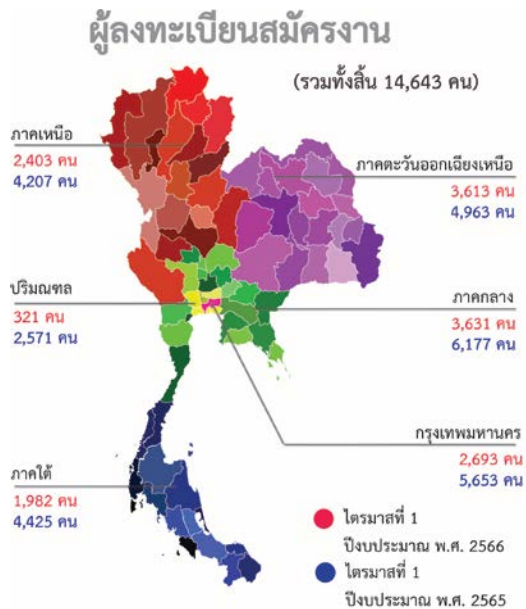 ผู้ลงทะเบียนสมัครงาน
(รวมทั้งสิ้น 14,643 คน)
ภาคเหนือ
2,403 คน
4,207 คน
ภาคตะวันออกเฉียงเหนือ
3,613 คน
4,963 คน
ปริมณฑล
321 คน
2,571 คน
ภาคกลาง
3,631 คน
6,177 คน
กรุงเทพมหานคร
2,693 คน
5,653 คน
ภาคใต้
1,982 คน
4,425 คน
ไตรมาสที่ 1
ปีงบประมาณ พ.ศ. 2566
ไตรมาสที่ 1
ปีงบประมาณ พ.ศ. 2565